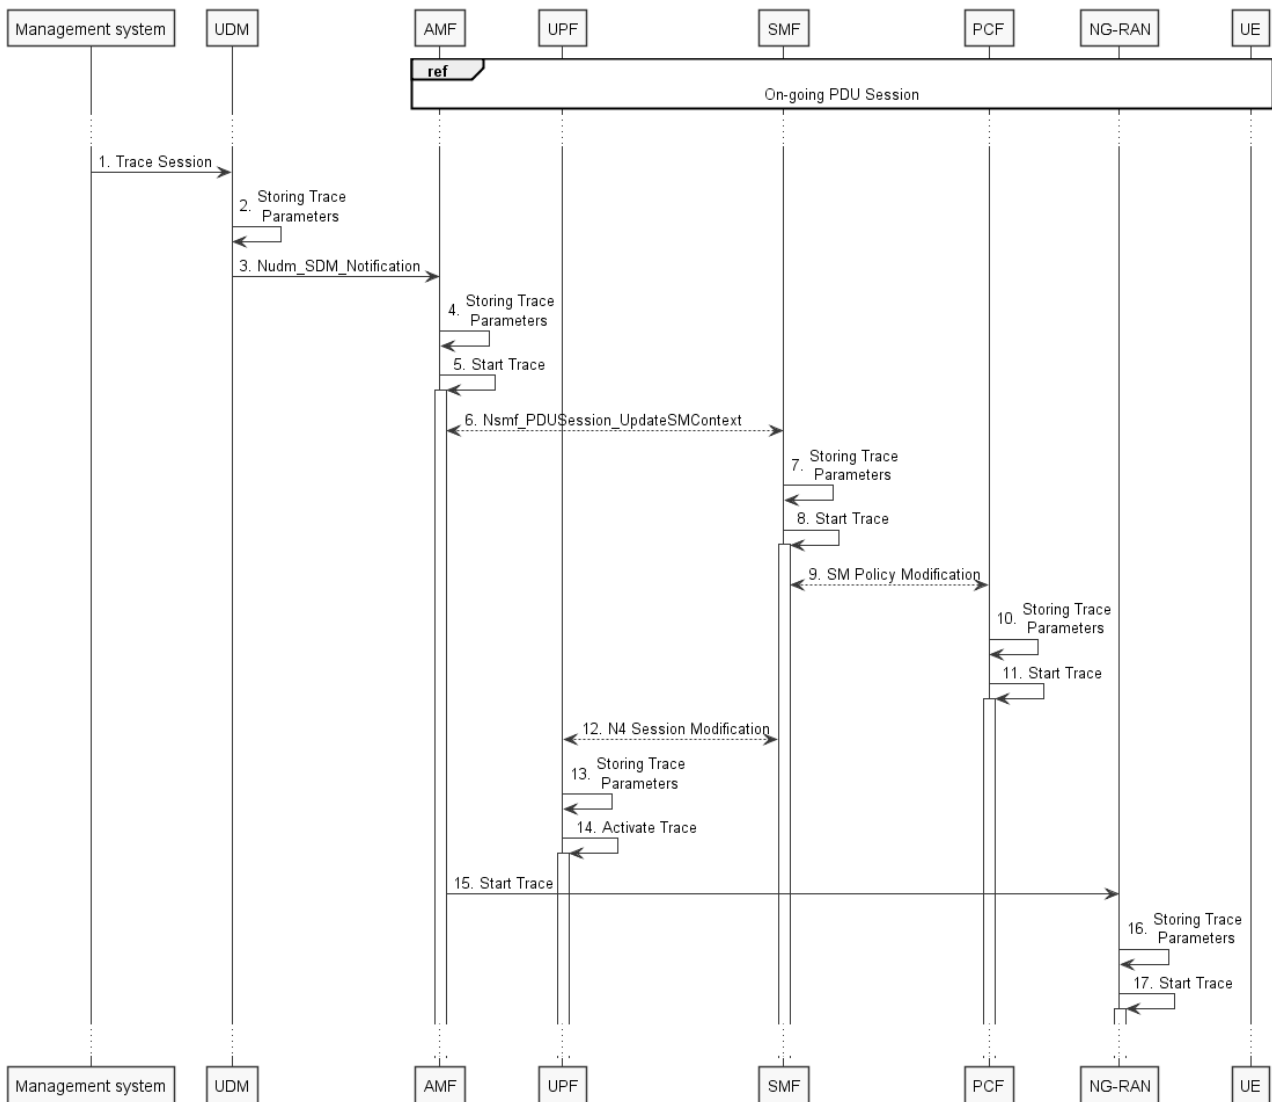 Management system
UDM
AMF
UPF
SMF
PCF
NG-RAN
UE
ref
On-going PDU Session
1. Trace Session
2. Storing Trace
Parameters
3. Nudm_SDM_Notification
4. Storing Trace
Parameters
5. Start Trace
6. Nsmf_PDUSession_UpdateSMContext
7. Storing Trace
Parameters
8. Start Trace
9. SM Policy Modification
10. Storing Trace
Parameters
11. Start Trace
12. N4 Session Modification
13. Storing Trace
Parameters
14. Activate Trace
15. Start Trace
16. Storing Trace
Parameters
17. Start Trace
Management system
UDM
AMF
UPF
SMF
PCF
NG-RAN
UE